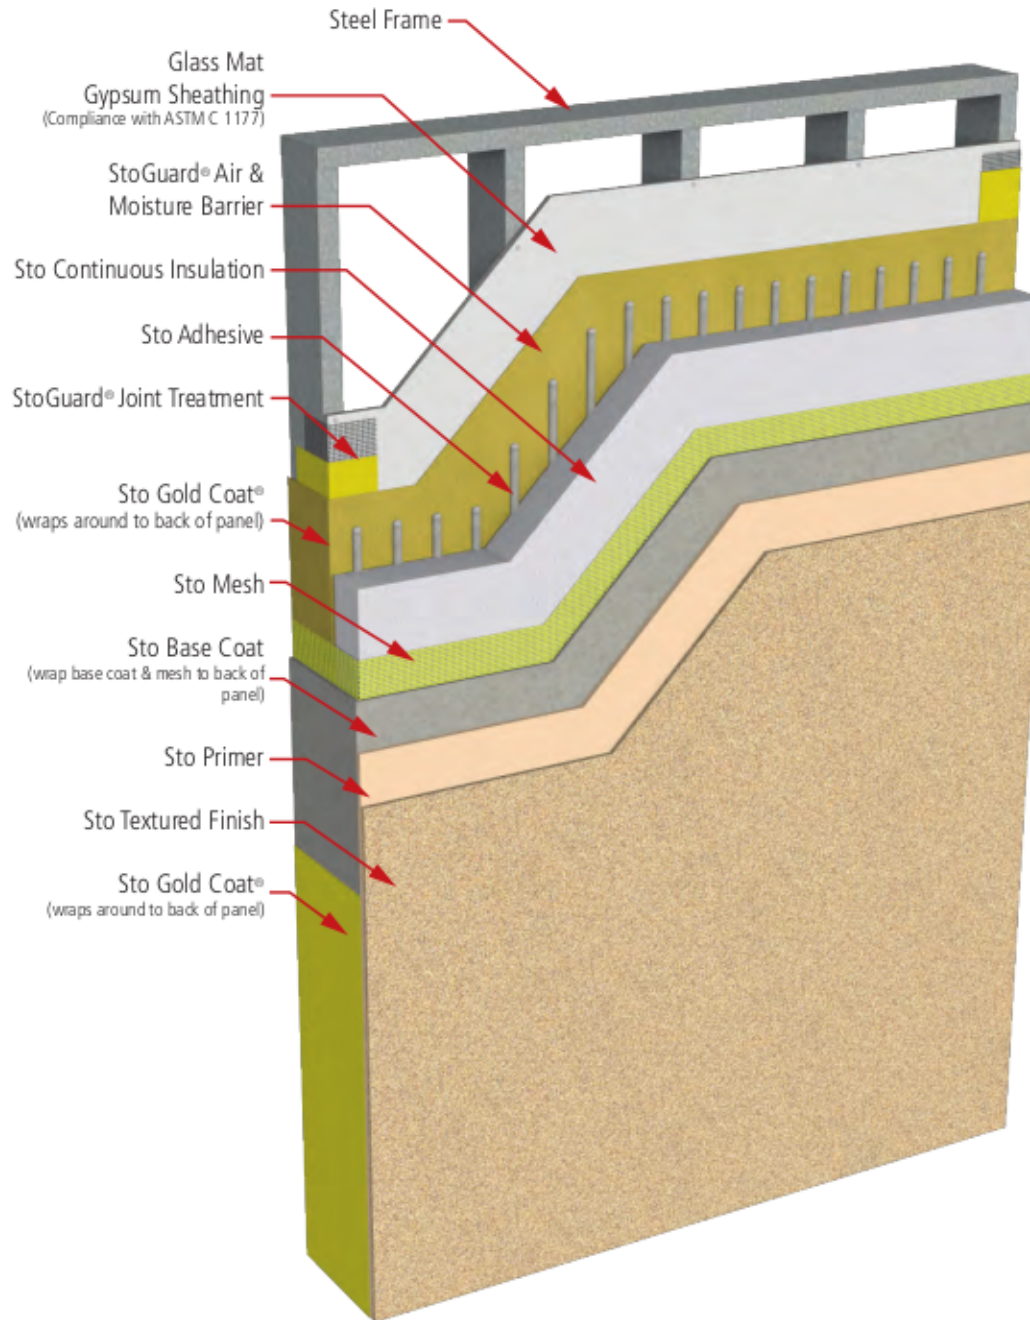 Steel Frame
Glass Mat
Gypsum Sheathing
(Compliance with ASTM C 1177)
StoGuard® Air &
Moisture Barrier
Sto Continuous Insulation
Sto Adhesive
StoGuard® Joint Treatment
Sto Gold Coat®
(wraps around to back of panel)
Sto Mesh
Sto Base Coat
(wrap base coat & mesh to back of
panel)
Sto Primer
Sto Textured Finish
Sto Gold Coat®
(wraps around to back of panel)